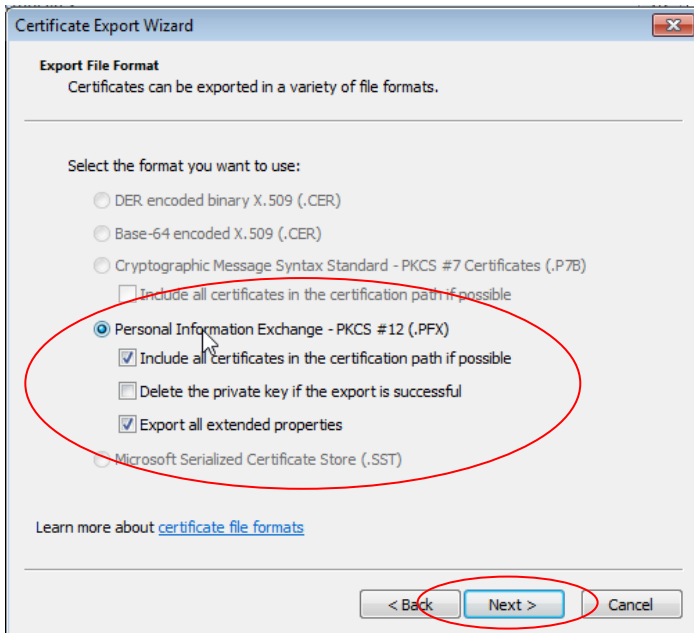 Certificate Export Wizard
Export File Format
Certificates can be exported in a variety of file formats.
Select the format you want to use:
DER encoded binary X.509 (.CER)
Base-64 encoded X.509 (.CER)
Cryptographic Message Syntax Standard - PKCS #7 Certificates (.P7B)
Include all certificates in the certification path if possible
Personal Information Exchange - PKCS #12 (.PFX)
Include all certificates in the certification path if possible
Delete the private key if the export is successful
Export all extended properties
Microsoft Serialized Certificate Store (.SST)
Learn more about certificate file formats
< Back Next > Cancel